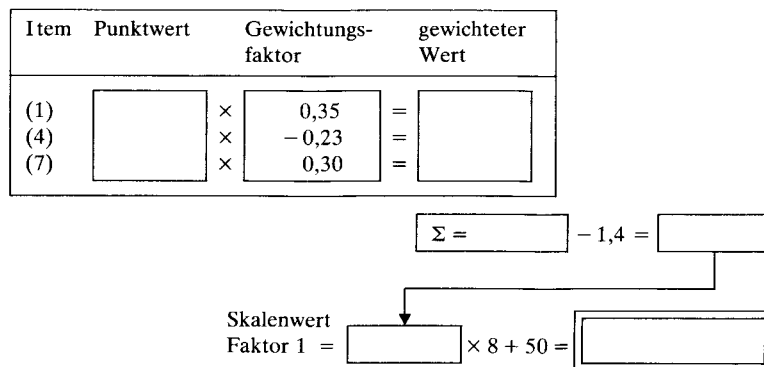 Item Punktwert Gewichtungs- gewichteter
faktor Wert
(1) × 0,35 =
(4) × −0,23 =
(7) × 0,30 =
Σ = − 1,4 =
Skalenwert
Faktor 1 = × 8 + 50 =